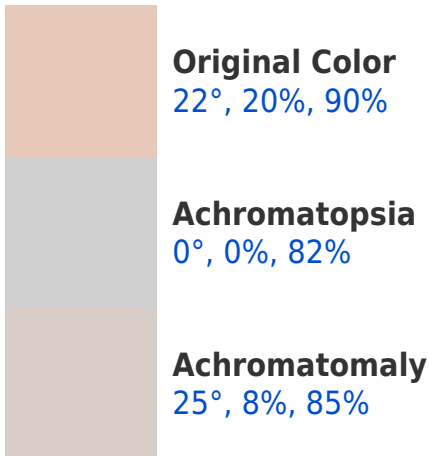 Original Color
22°, 20%, 90%
Achromatopsia
0°, 0%, 82%
Achromatomaly
25°, 8%, 85%